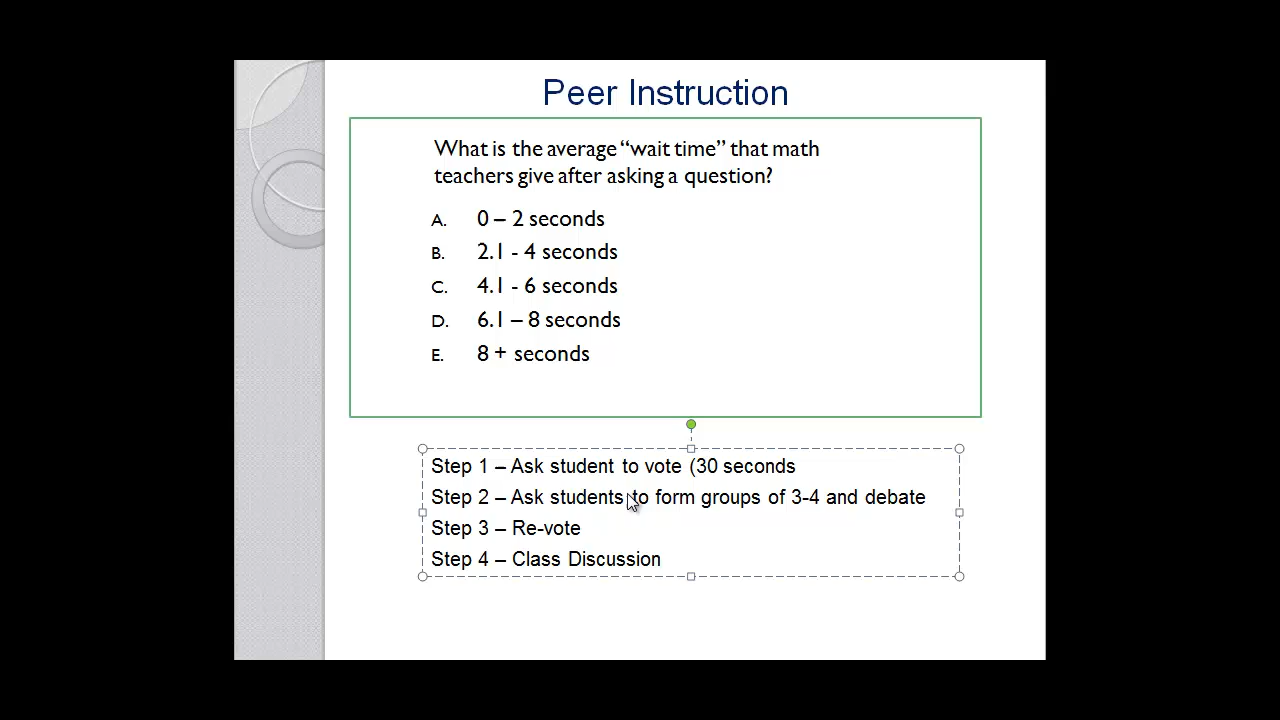 Peer Instruction
What is the average “wait time” that math
teachers give after asking a question?
A. 0 – 2 seconds
B. 2.1 - 4 seconds
C. 4.1 - 6 seconds
D. 6.1 – 8 seconds
E. 8 + seconds
Step 1 – Ask student to vote (30 seconds
Step 2 – Ask students to form groups of 3-4 and debate
Step 3 – Re-vote
Step 4 – Class Discussion